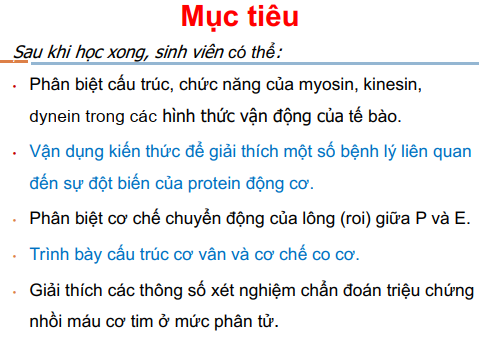 Mục tiêu
Sau khi học xong, sinh viên có thể:
• Phân biệt cấu trúc, chức năng của myosin, kinesin,
dynein trong các hình thức vận động của tế bào.
• Vận dụng kiến thức để giải thích một số bệnh lý liên quan
đến sự đột biến của protein động cơ.
• Phân biệt cơ chế chuyển động của lông (roi) giữa P và E.
• Trình bày cấu trúc cơ vân và cơ chế co cơ.
• Giải thích các thông số xét nghiệm chẩn đoán triệu chứng
nhồi máu cơ tim ở mức phân tử.